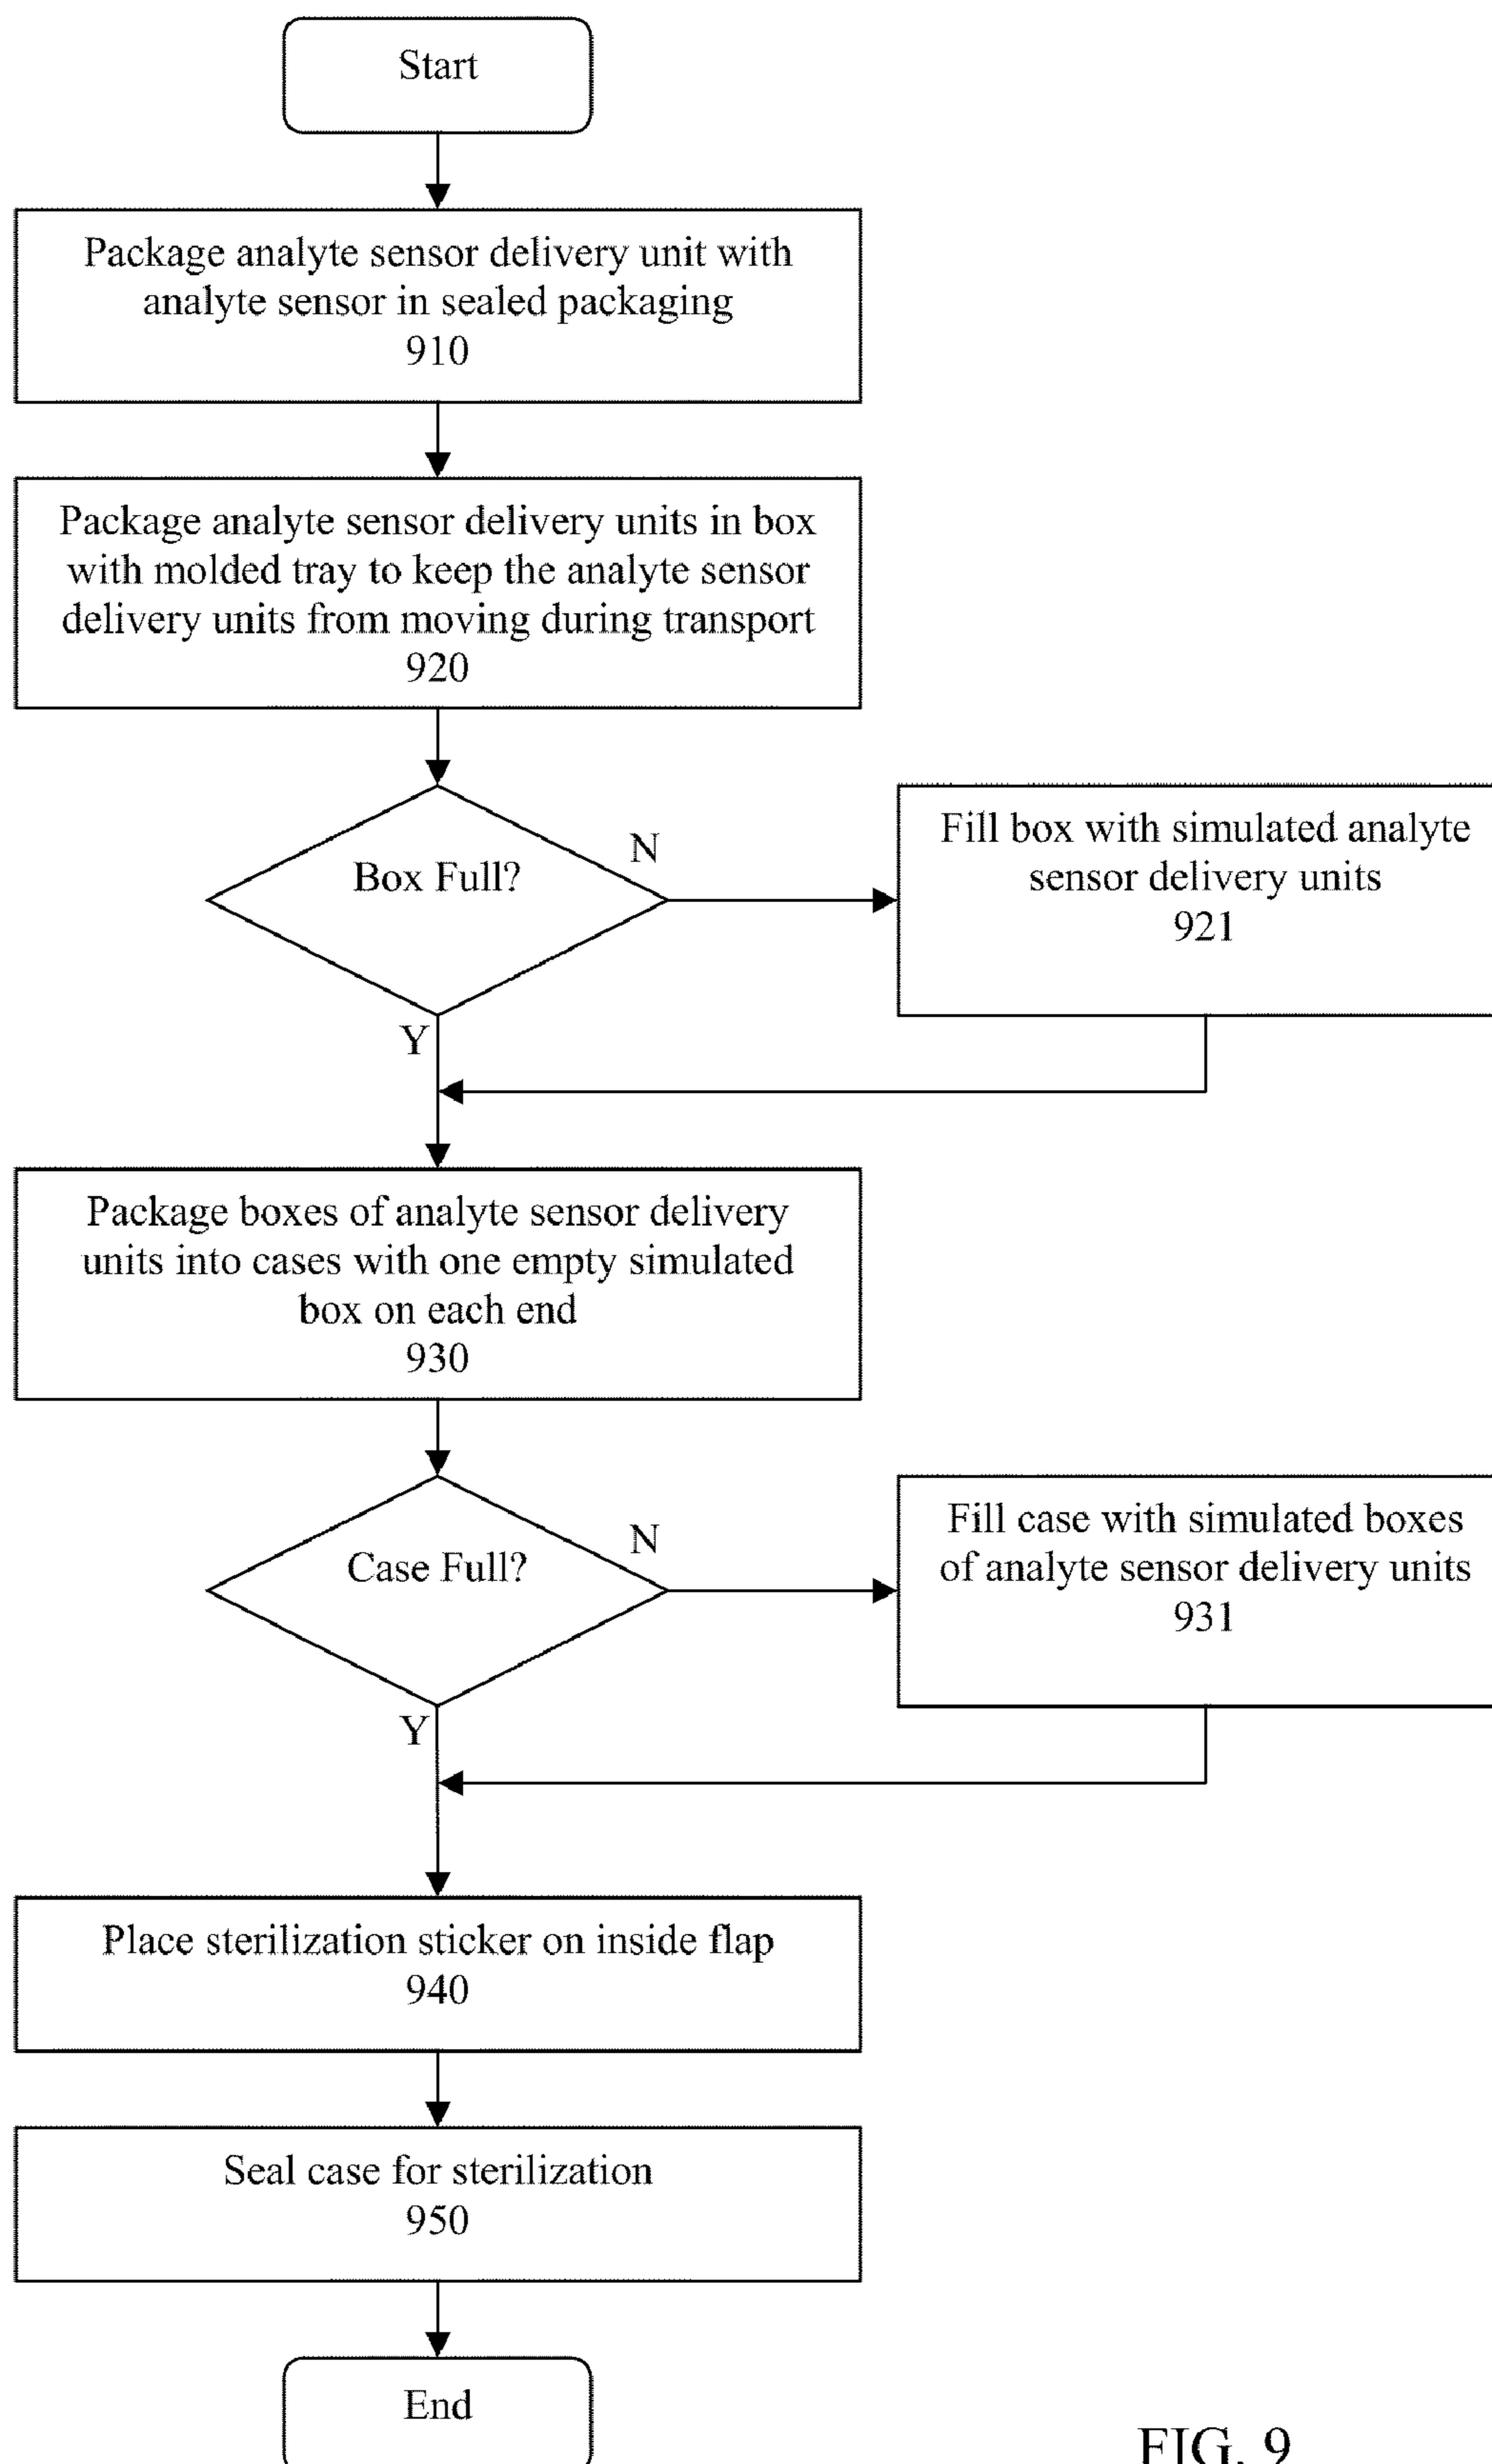 Start
Package analyte sensor delivery unit with
analyte sensor in sealed packaging
910
Package analyte sensor delivery units in box
with molded tray to keep the analyte sensor
delivery units from moving during transport
920
Box Full?
N
Fill box with simulated analyte
sensor delivery units
921
Y
Package boxes of analyte sensor delivery
units into cases with one empty simulated
box on each end
930
Case Full?
N
Fill case with simulated boxes
of analyte sensor delivery units
931
Y
Place sterilization sticker on inside flap
940
Seal case for sterilization
950
End
FIG. 9